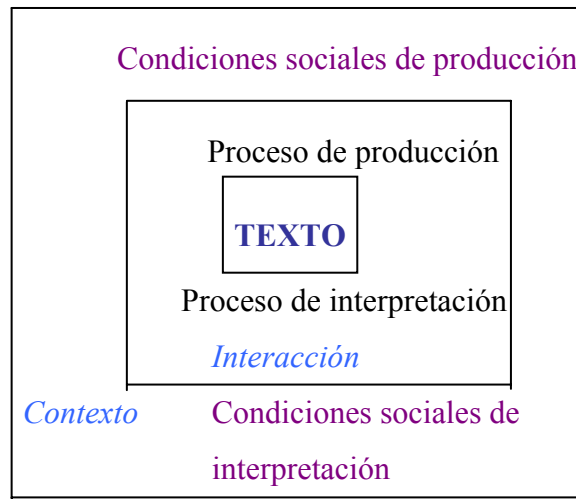 Condiciones sociales de producción
Proceso de producción
TEXTO
Proceso de interpretación
Interacción
Contexto Condiciones sociales de
interpretación